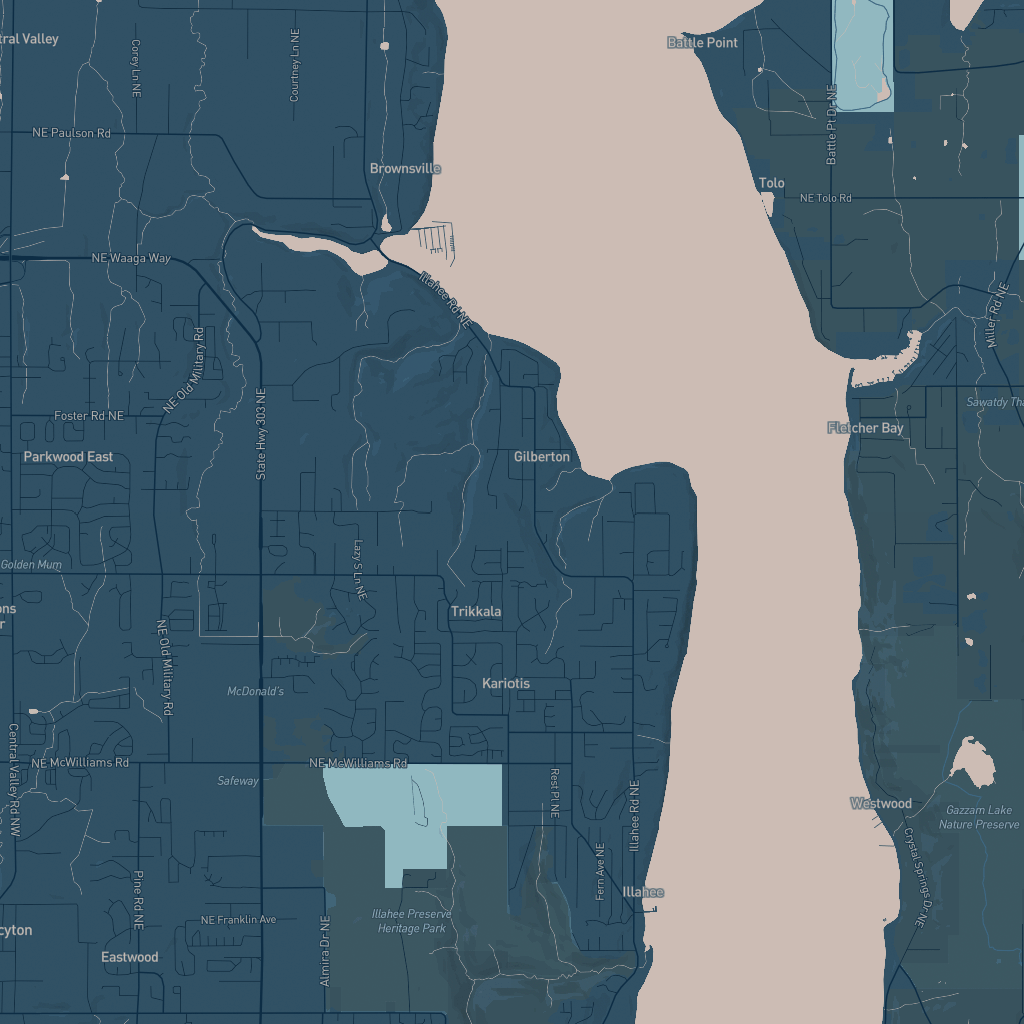 Battle Point
tral Valley
Corey Ln NE
Courtney Ln NE
Battle Pt Dr NE
NE Paulson Rd
Brownsville
Tolo
NE Tolo Rd
NE Waaga Way
Illahee Rd NE
Miller Rd NE
NE Old Military Rd
Sawatdy Tha
Foster Rd NE
State Hwy 303 NE
Fletcher Bay
Parkwood East
Gilberton
Golden Mum
Lazy S Ln NE
ons
r
Trikkala
NE Old Military Rd
Kariotis
McDonald's
Central Valley Rd NW
NE McWilliams Rd
NE McWilliams Rd
Safeway
Rest Pl NE
Illahee Rd NE
Westwood
Gazzam Lake
Nature Preserve
Crystal Springs Dr NE
Fern Ave NE
Illahee
Pine Rd NE
Illahee Preserve
Heritage Park
NE Franklin Ave
Almira Dr NE
cyton
Eastwood